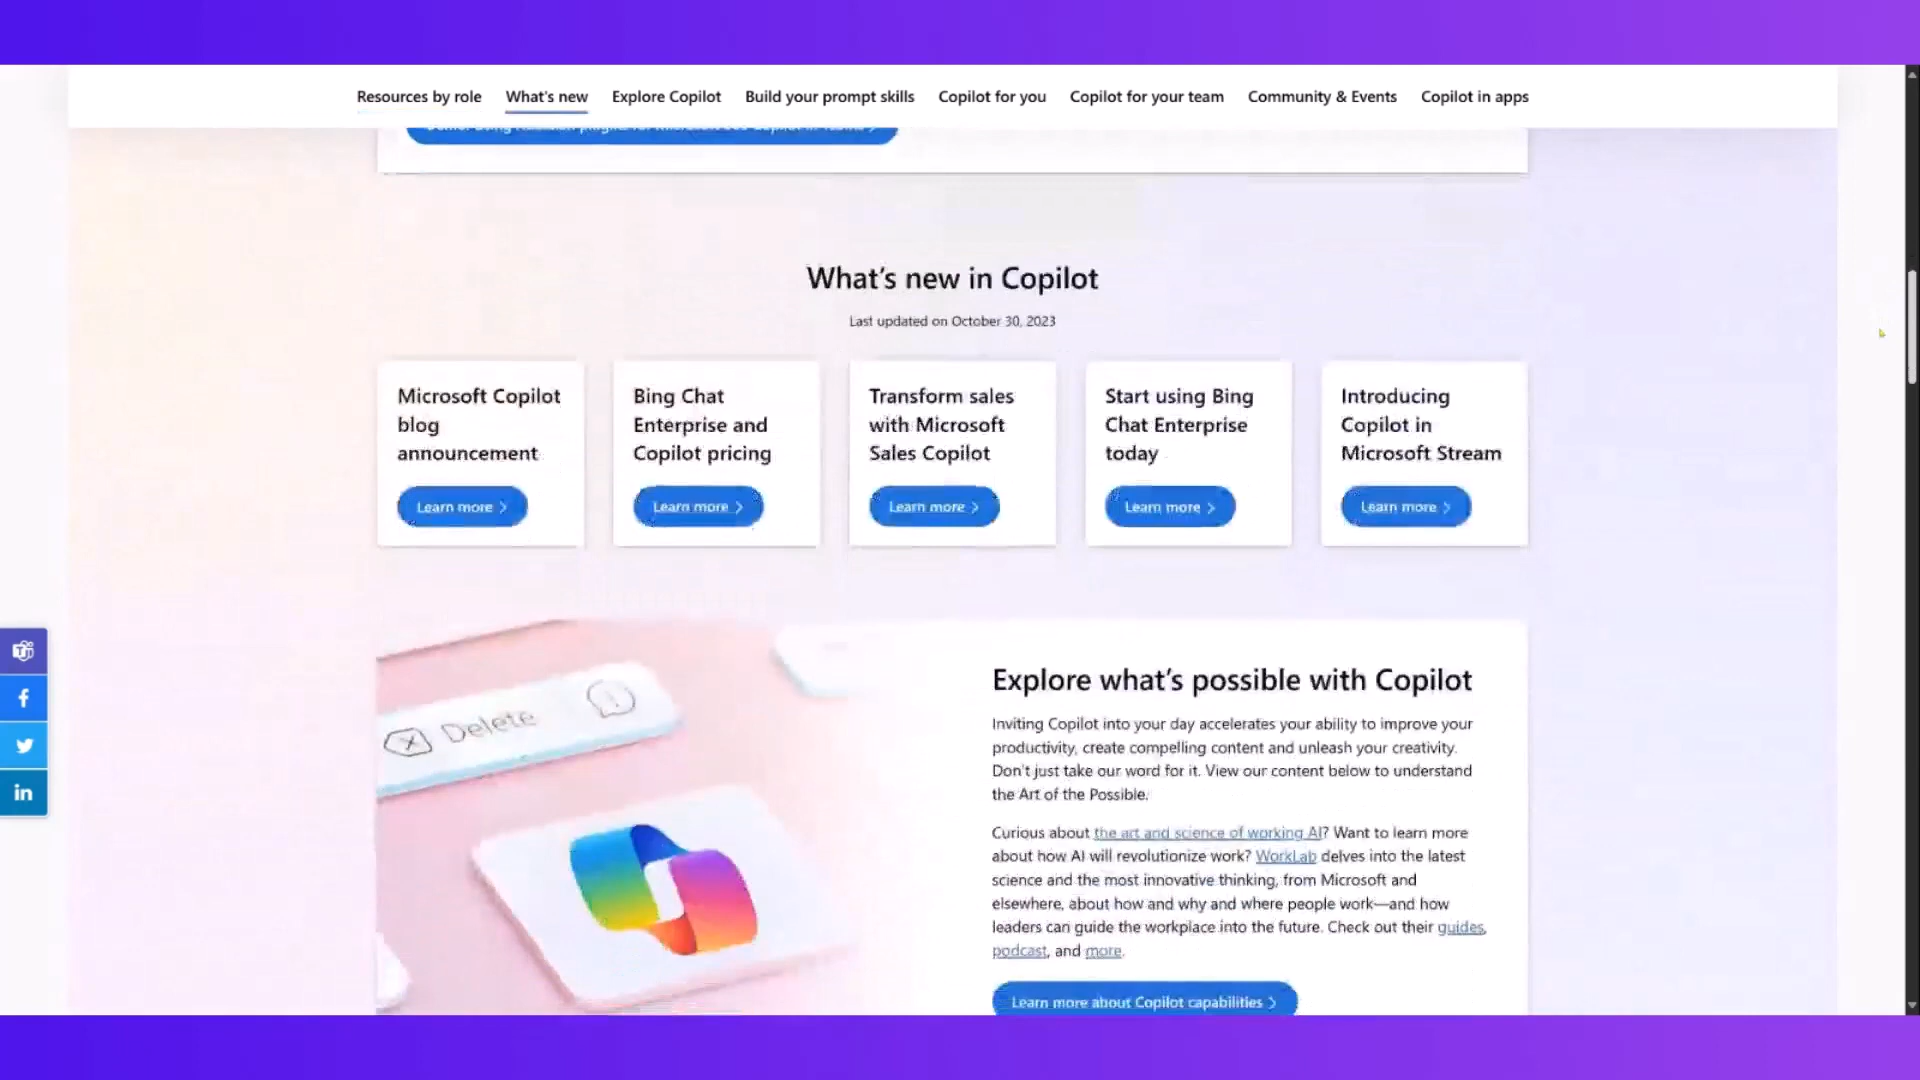 Resources by role What's new Explore Copilot Build your prompt skills Copilot for you Copilot for your team Community & Events Copilot in apps
What's new in Copilot
Last updated on October 30, 2023
Microsoft Copilot
blog
announcement
Learn more
Bing Chat
Enterprise and
Copilot pricing
Learn more
Transform sales
with Microsoft
Sales Copilot
Learn more
Start using Bing
Chat Enterprise
today
Learn more
Introducing
Copilot in
Microsoft Stream
Learn more
Delete
Explore what's possible with Copilot
Inviting Copilot into your day accelerates your ability to improve your
productivity, create compelling content and unleash your creativity.
Don't just take our word for it. View our content below to understand
the Art of the Possible.
Curious about the art and science of working AI? Want to learn more
about how AI will revolutionize work? WorkLab delves into the latest
science and the most innovative thinking, from Microsoft and
elsewhere, about how and why and where people work—and how
leaders can guide the workplace into the future. Check out their guides,
podcast, and more.
Learn more about Copilot capabilities